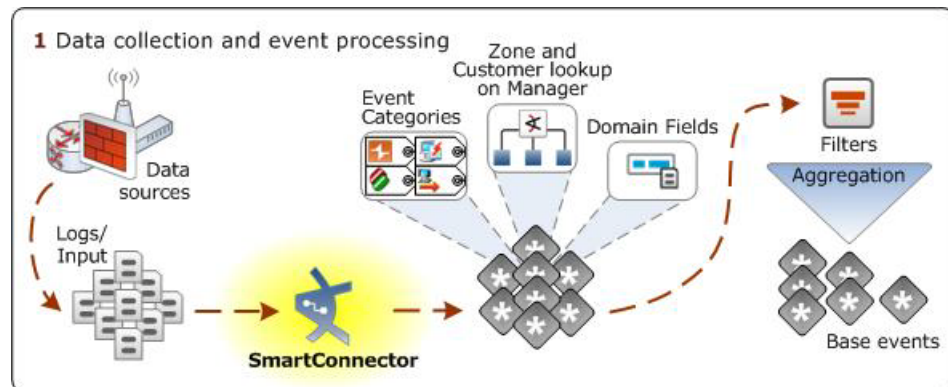 1 Data collection and event processing
Data
sources
Logs/
Input
SmartConnector
Event
Categories
Zone and
Customer lookup
on Manager
Domain Fields
Filters
Aggregation
Base events